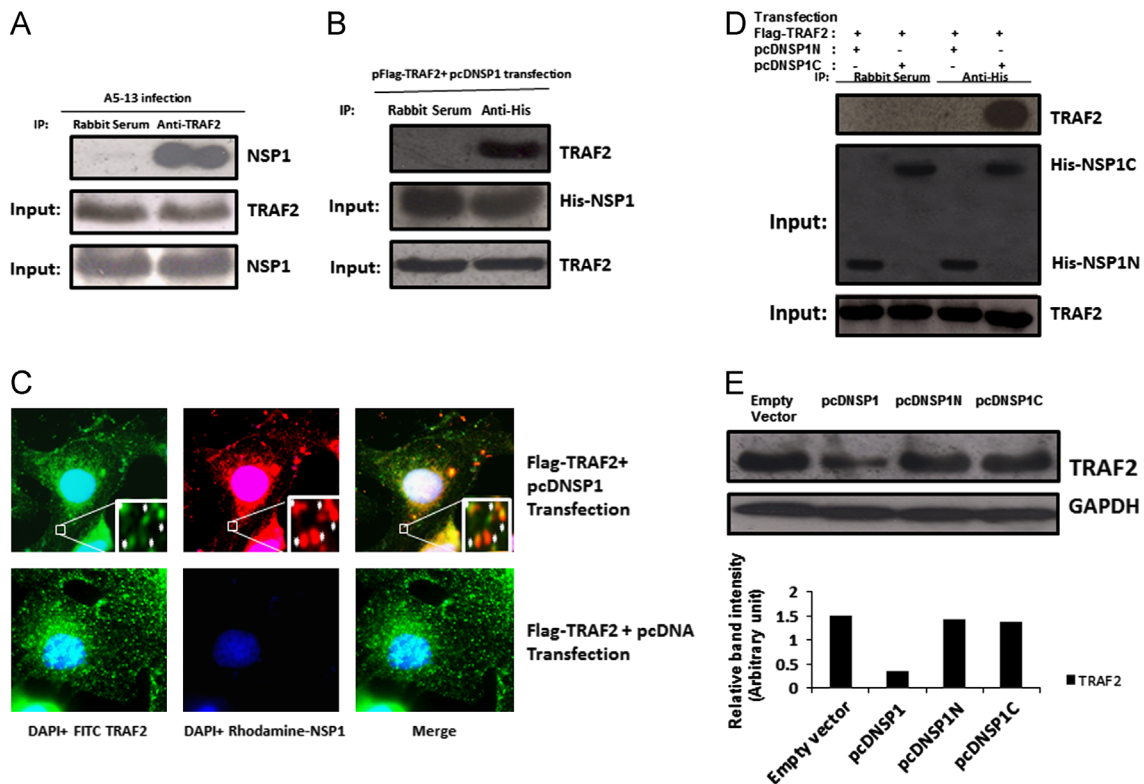 A
A5-13 infection
IP: Rabbit Serum Anti-TRAF2
NSP1
Input: TRAF2
Input: NSP1
B
pFlag-TRAF2+ pcDNSP1 transfection
IP: Rabbit Serum Anti-His
TRAF2
Input: His-NSP1
Input: TRAF2
C
Flag-TRAF2+
pcDNSP1
Transfection
Flag-TRAF2 + pcDNA
Transfection
DAPI+ FITC TRAF2 DAPI+ Rhodamine-NSP1 Merge
D
Transfection
Flag-TRAF2 : + + + +
pcDNSP1N : + - + -
pcDNSP1C : - + - +
IP: Rabbit Serum Anti-His
TRAF2
His-NSP1C
Input:
His-NSP1N
Input: TRAF2
E
Empty
Vector pcDNSP1 pcDNSP1N pcDNSP1C
TRAF2
GAPDH
Relative band intensity
(Arbitrary unit)
2
1.5
1
0.5
0
Empty vector pcDNSP1 pcDNSP1N pcDNSP1C
TRAF2